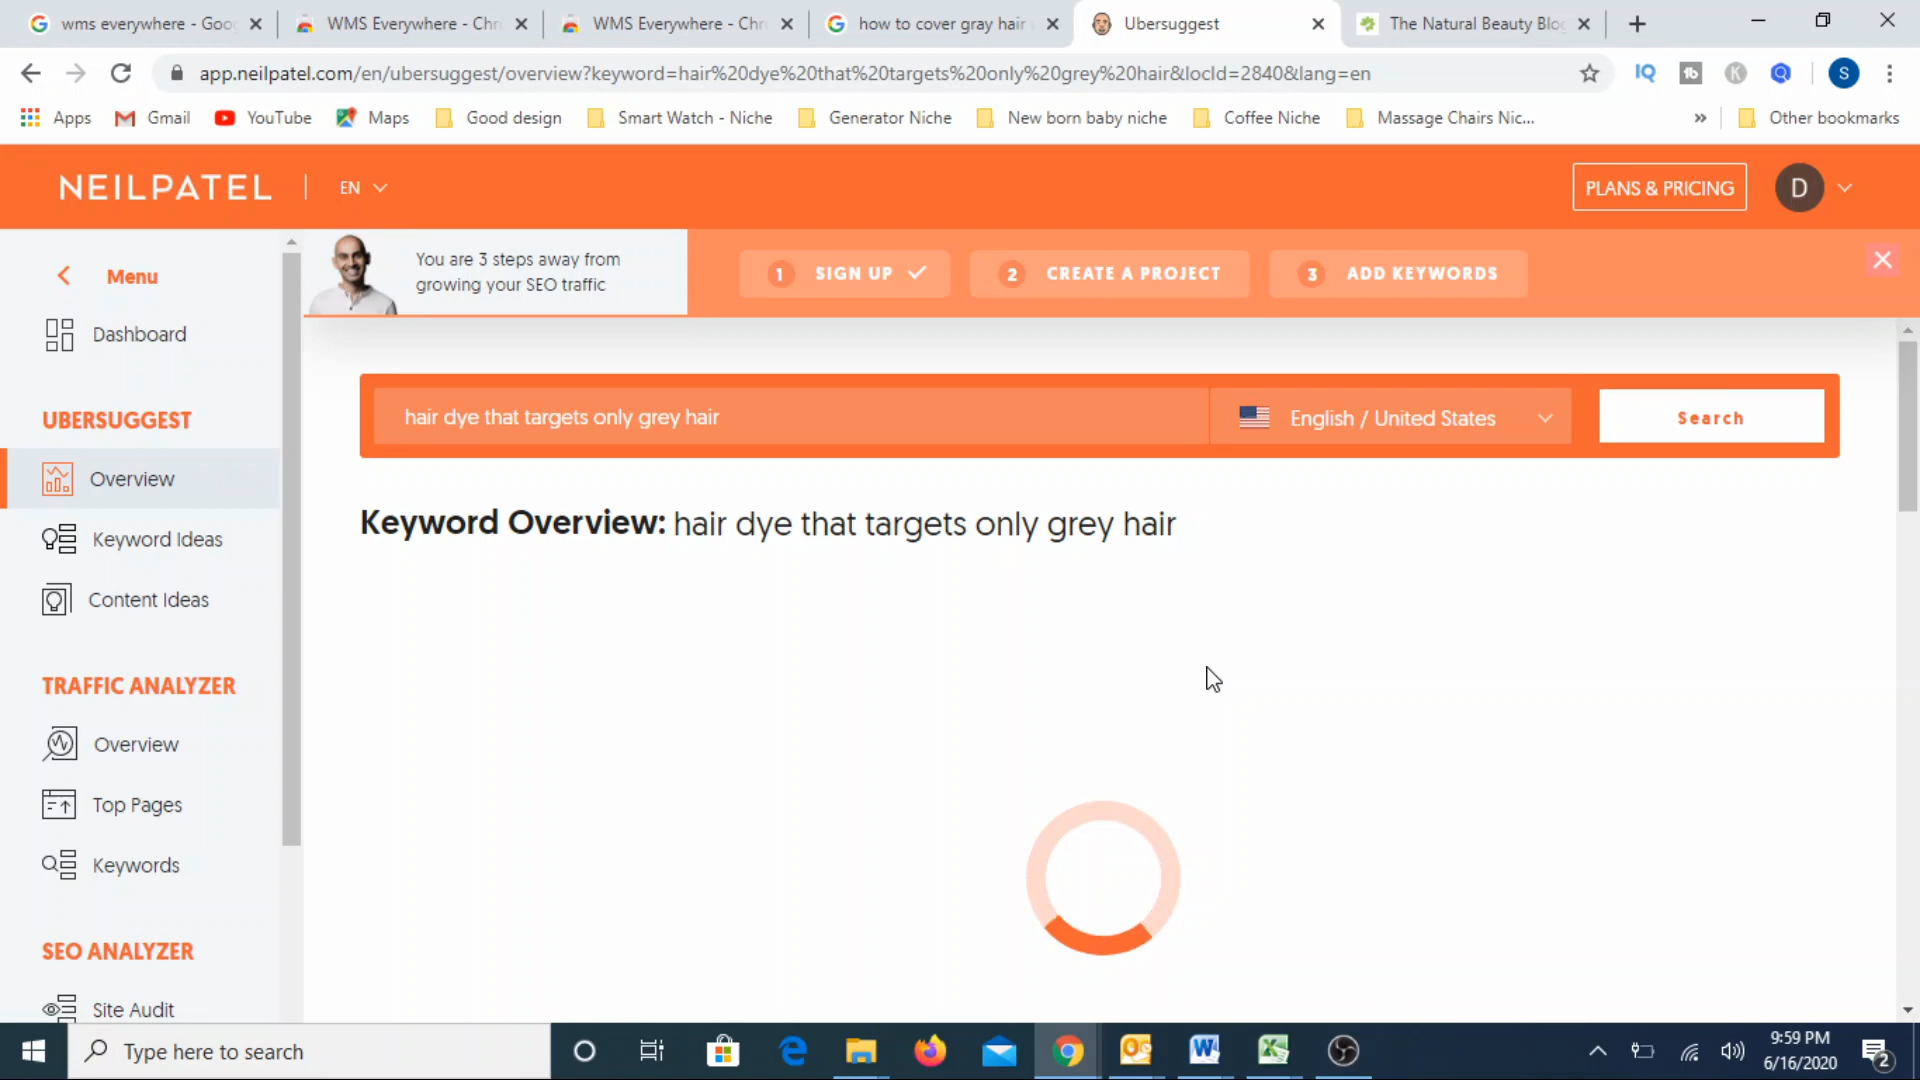 wms everywhere - Goo
WMS Everywhere - Chr
WMS Everywhere - Chr
how to cover gray hair
Ubersuggest
The Natural Beauty Blog
app.neilpatel.com/en/ubersuggest/overview?keyword=hair%20dye%20that%20targets%20only%20grey%20hair&locId=2840&lang=en
IQ
tb
K
S
Apps
Gmail
YouTube
Maps
Good design
Smart Watch - Niche
Generator Niche
New born baby niche
Coffee Niche
Massage Chairs Nic...
»
Other bookmarks
NEILPATEL
EN
PLANS & PRICING
D
Menu
You are 3 steps away from
growing your SEO traffic
1 SIGN UP
2 CREATE A PROJECT
3 ADD KEYWORDS
Dashboard
UBERSUGGEST
Overview
Keyword Ideas
Content Ideas
TRAFFIC ANALYZER
Overview
Top Pages
Keywords
SEO ANALYZER
Site Audit
hair dye that targets only grey hair
English / United States
Search
Keyword Overview: hair dye that targets only grey hair
Type here to search
9:59 PM
6/16/2020
2